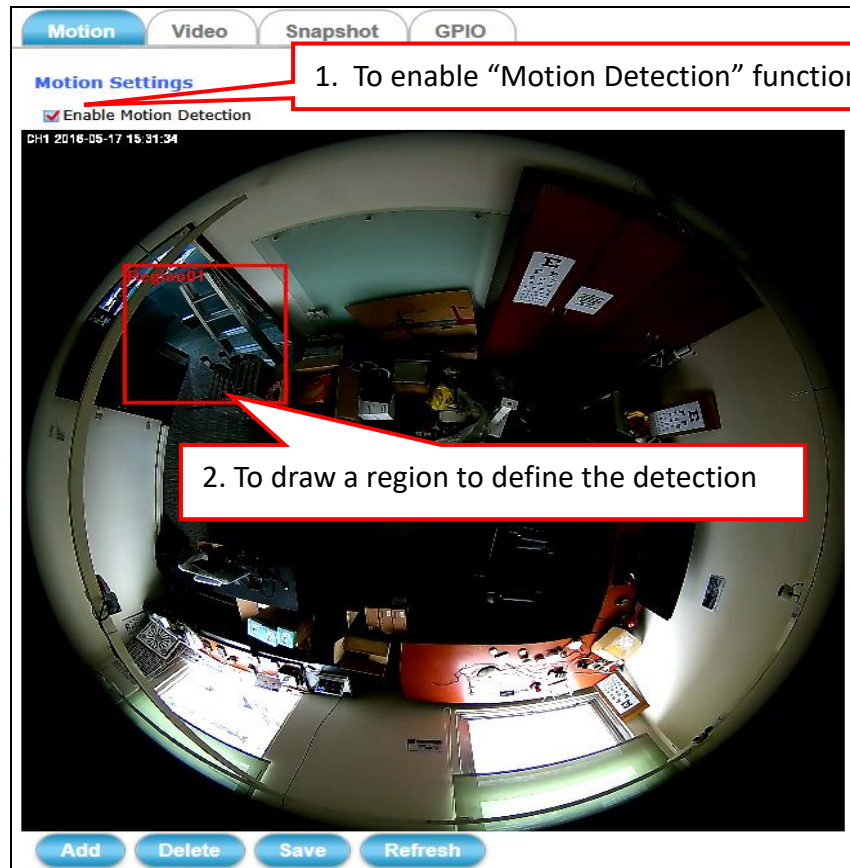 Motion Video Snapshot GPIO
1. To enable “Motion Detection” function
Motion Settings
Enable Motion Detection
CH1 2016-05-17 15:31:34
Region01
2. To draw a region to define the detection
Add Delete Save Refresh